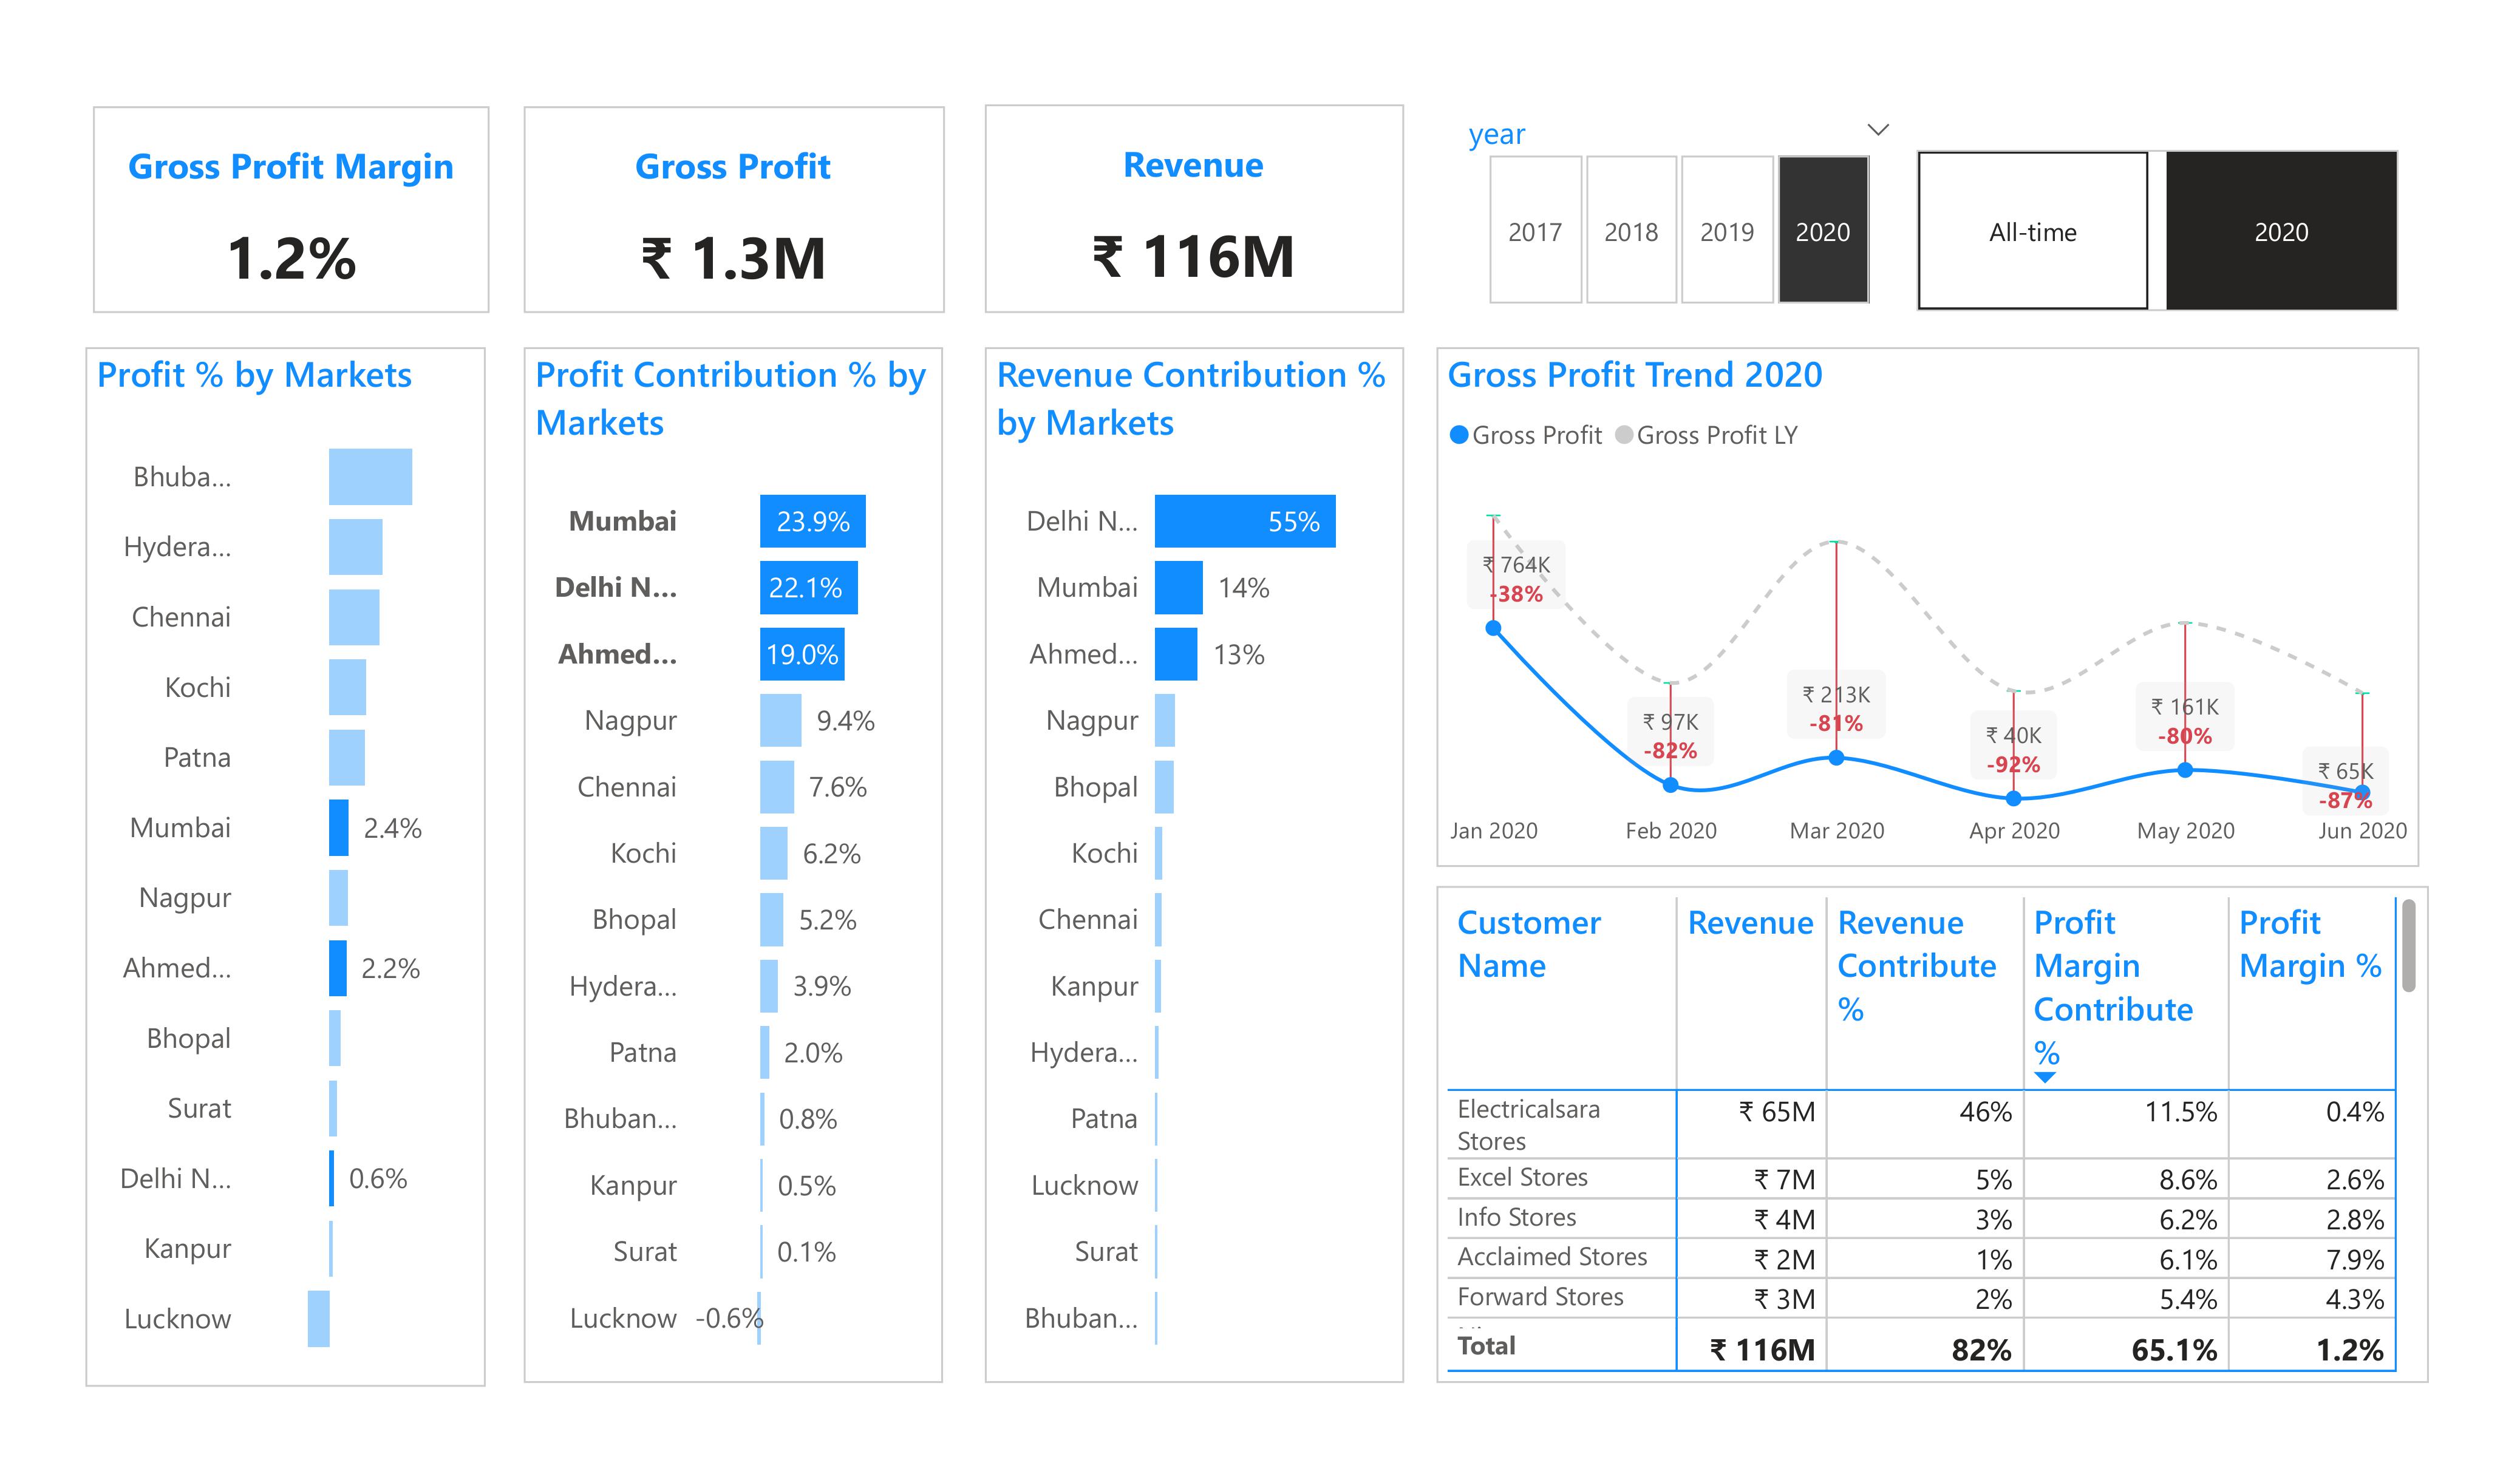 Gross Profit Margin
1.2%
Gross Profit
₹ 1.3M
Revenue
₹ 116M
year
2017
2018
2019
2020
All-time
2020
Profit % by Markets
Bhuba...
Hydera...
Chennai
Kochi
Patna
Mumbai 2.4%
Nagpur
Ahmed... 2.2%
Bhopal
Surat
Delhi N... 0.6%
Kanpur
Lucknow
Profit Contribution % by
Markets
Mumbai 23.9%
Delhi N... 22.1%
Ahmed... 19.0%
Nagpur 9.4%
Chennai 7.6%
Kochi 6.2%
Bhopal 5.2%
Hydera... 3.9%
Patna 2.0%
Bhuban... 0.8%
Kanpur 0.5%
Surat 0.1%
Lucknow -0.6%
Revenue Contribution %
by Markets
Delhi N... 55%
Mumbai 14%
Ahmed... 13%
Nagpur
Bhopal
Kochi
Chennai
Kanpur
Hydera...
Patna
Lucknow
Surat
Bhuban...
Gross Profit Trend 2020
Gross Profit Gross Profit LY
₹ 764K
-38%
₹ 97K
-82%
₹ 213K
-81%
₹ 40K
-92%
₹ 161K
-80%
₹ 65K
-87%
Jan 2020 Feb 2020 Mar 2020 Apr 2020 May 2020 Jun 2020
Customer Name Revenue Revenue Contribute % Profit Margin Contribute % Profit Margin %
Electricalsara Stores ₹ 65M 46% 11.5% 0.4%
Excel Stores ₹ 7M 5% 8.6% 2.6%
Info Stores ₹ 4M 3% 6.2% 2.8%
Acclaimed Stores ₹ 2M 1% 6.1% 7.9%
Forward Stores ₹ 3M 2% 5.4% 4.3%
Total ₹ 116M 82% 65.1% 1.2%